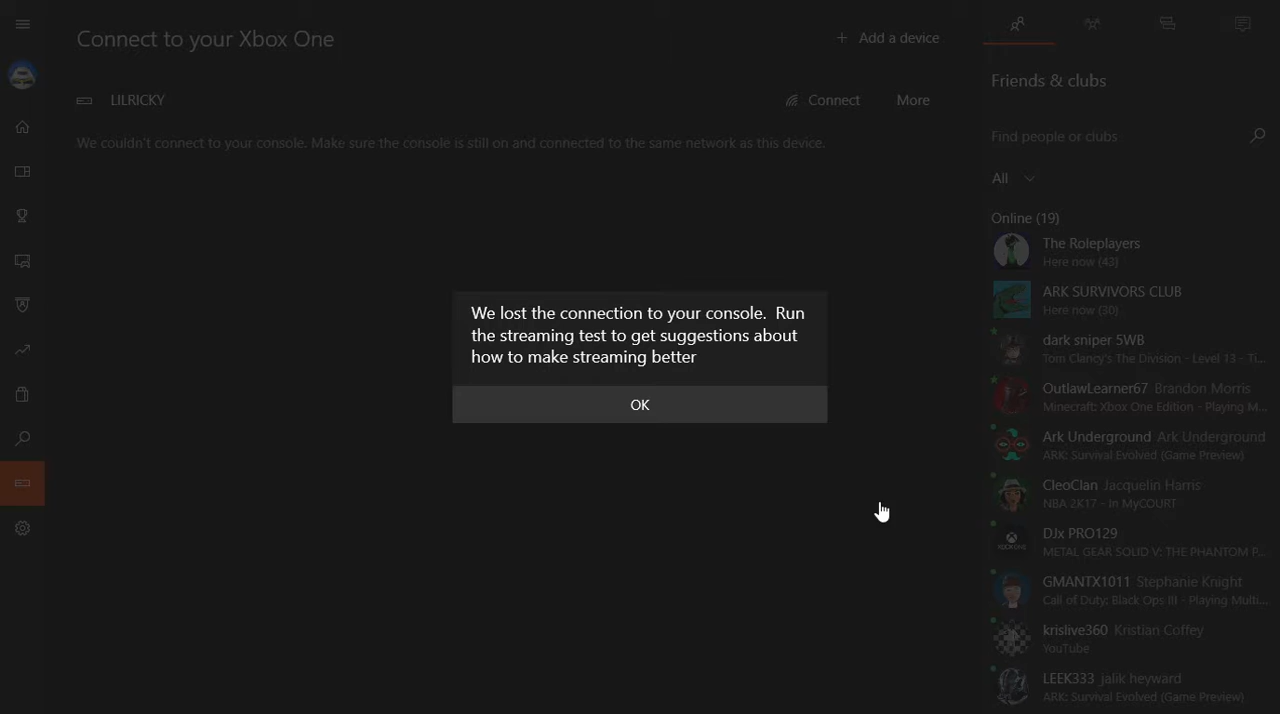 Connect to your Xbox One
+ Add a device
LILRICKY
Connect
More
We couldn't connect to your console. Make sure the console is still on and connected to the same network as this device.
We lost the connection to your console. Run
the streaming test to get suggestions about
how to make streaming better
OK
Friends & clubs
Find people or clubs
All
Online (19)
The Roleplayers
Here now (43)
ARK SURVIVORS CLUB
Here now (30)
dark sniper 5WB
Tom Clancy's The Division - Level 13 - Ti...
OutlawLearner67 Brandon Morris
Minecraft: Xbox One Edition - Playing M...
Ark Underground Ark Underground
ARK: Survival Evolved (Game Preview)
CleoClan Jacquelin Harris
NBA 2K17 - In MyCOURT
DJx PRO129
METAL GEAR SOLID V: THE PHANTOM P...
GMANTX1011 Stephanie Knight
Call of Duty: Black Ops III - Playing Multi...
krislive360 Kristian Coffey
YouTube
LEEK333 jalik heyward
ARK: Survival Evolved (Game Preview)
XBOX ONE